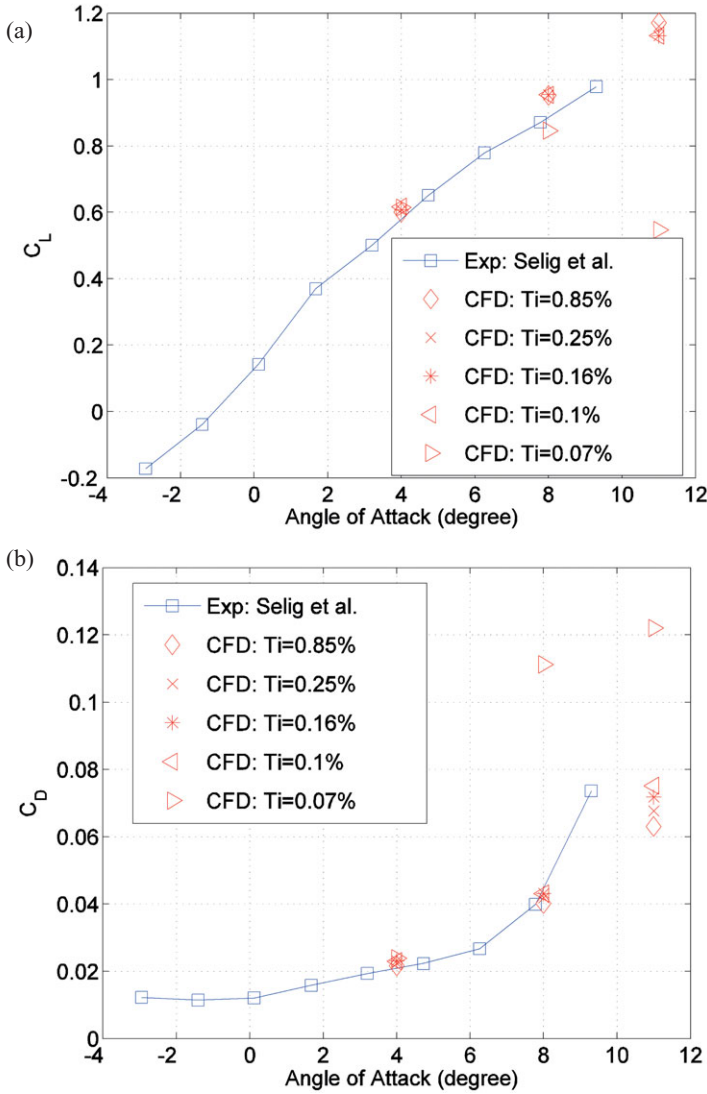 (a)
1.2
1
0.8
0.6
0.4
0.2
0
-0.2
C_L
Exp: Selig et al.
CFD: Ti=0.85%
CFD: Ti=0.25%
CFD: Ti=0.16%
CFD: Ti=0.1%
CFD: Ti=0.07%
-4 -2 0 2 4 6 8 10 12
Angle of Attack (degree)
(b)
0.14
0.12
0.1
0.08
0.06
0.04
0.02
0
C_D
Exp: Selig et al.
CFD: Ti=0.85%
CFD: Ti=0.25%
CFD: Ti=0.16%
CFD: Ti=0.1%
CFD: Ti=0.07%
-4 -2 0 2 4 6 8 10 12
Angle of Attack (degree)